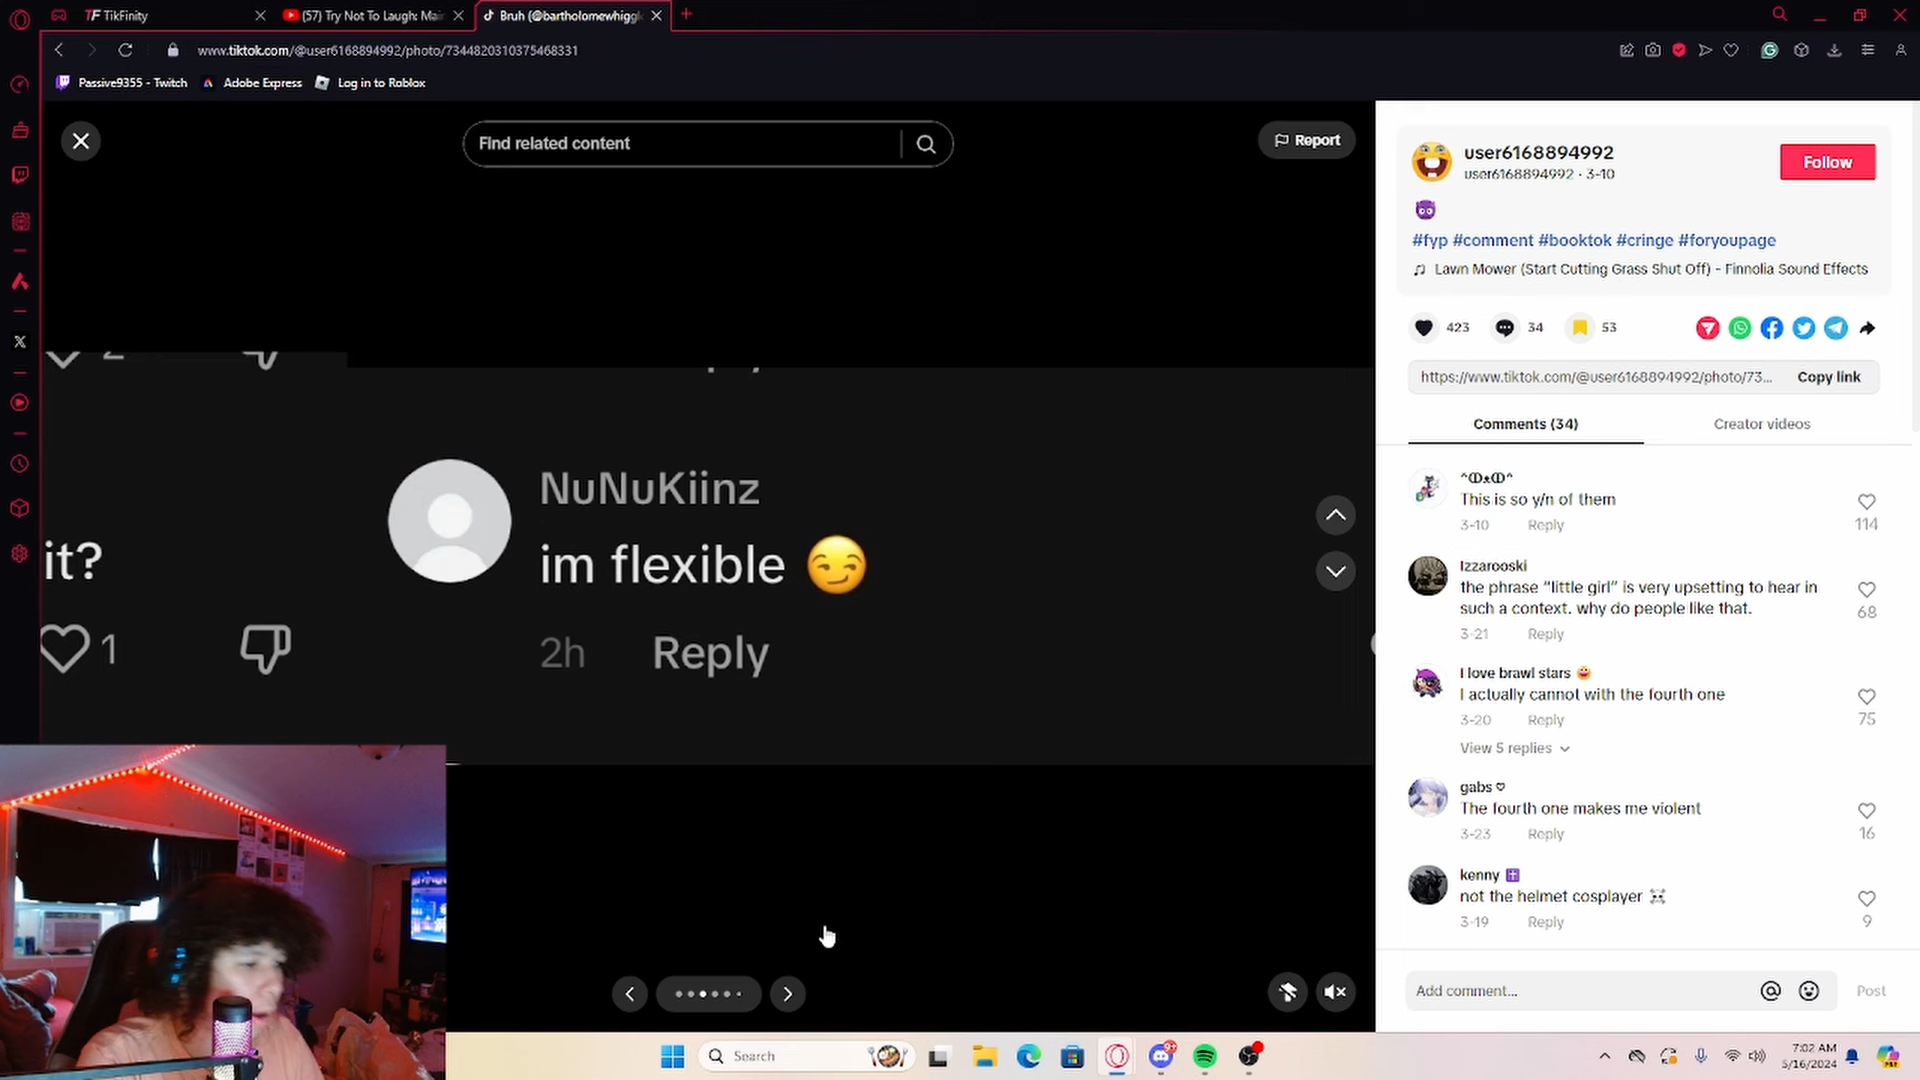 TikFinity
(57) Try Not To Laugh: Mai
Bruh (@bartholomewhiggl
www.tiktok.com/@user6168894992/photo/7344820310375468331
Passive9355 - Twitch
Adobe Express
Log in to Roblox
Find related content
Report
2
it?
1
NuNuKiinz
im flexible 😏
2h
Reply
user6168894992
user6168894992 · 3-10
Follow
😈
#fyp #comment #booktok #cringe #foryoupage
♫ Lawn Mower (Start Cutting Grass Shut Off) - Finnolia Sound Effects
423
34
53
https://www.tiktok.com/@user6168894992/photo/73...
Copy link
Comments (34)
Creator videos
This is so y/n of them
3-10
Reply
114
Izzarooski
the phrase “little girl” is very upsetting to hear in
such a context. why do people like that.
3-21
Reply
68
I love brawl stars 😀
I actually cannot with the fourth one
3-20
Reply
75
View 5 replies
gabs ♡
The fourth one makes me violent
3-23
Reply
16
kenny ✝️
not the helmet cosplayer ☠️
3-19
Reply
9
Add comment...
Post
Search
9+
7:02 AM
5/16/2024